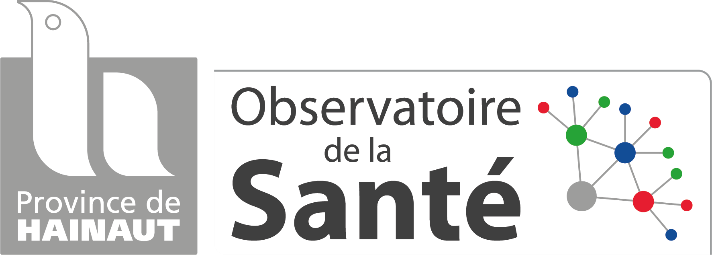 Province de
HAINAUT
Observatoire
de la
Santé